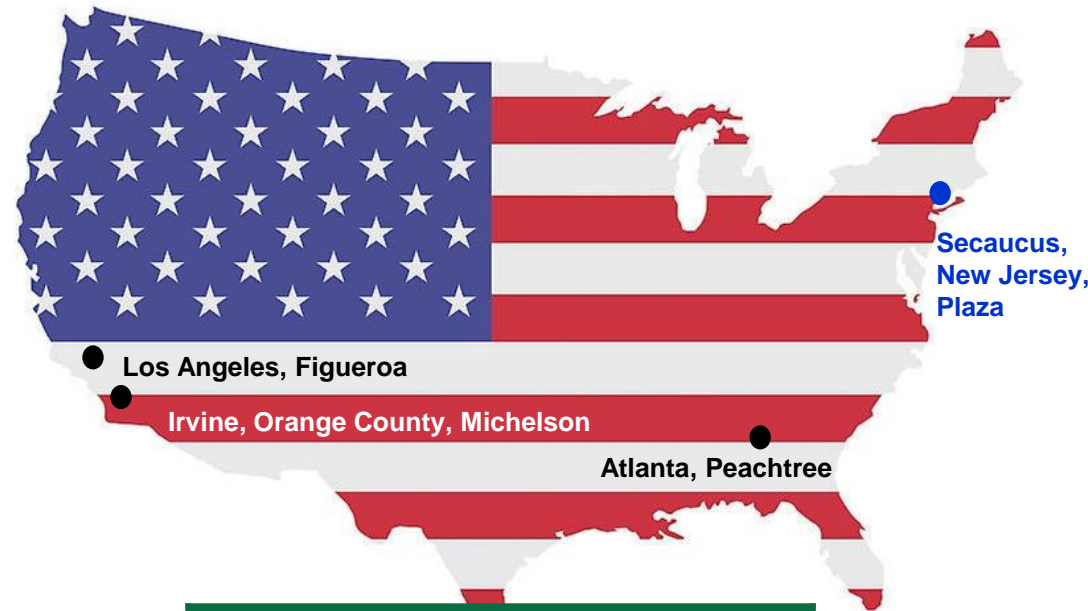 Secaucus,
New Jersey,
Plaza
Los Angeles, Figueroa
Irvine, Orange County, Michelson
Atlanta, Peachtree